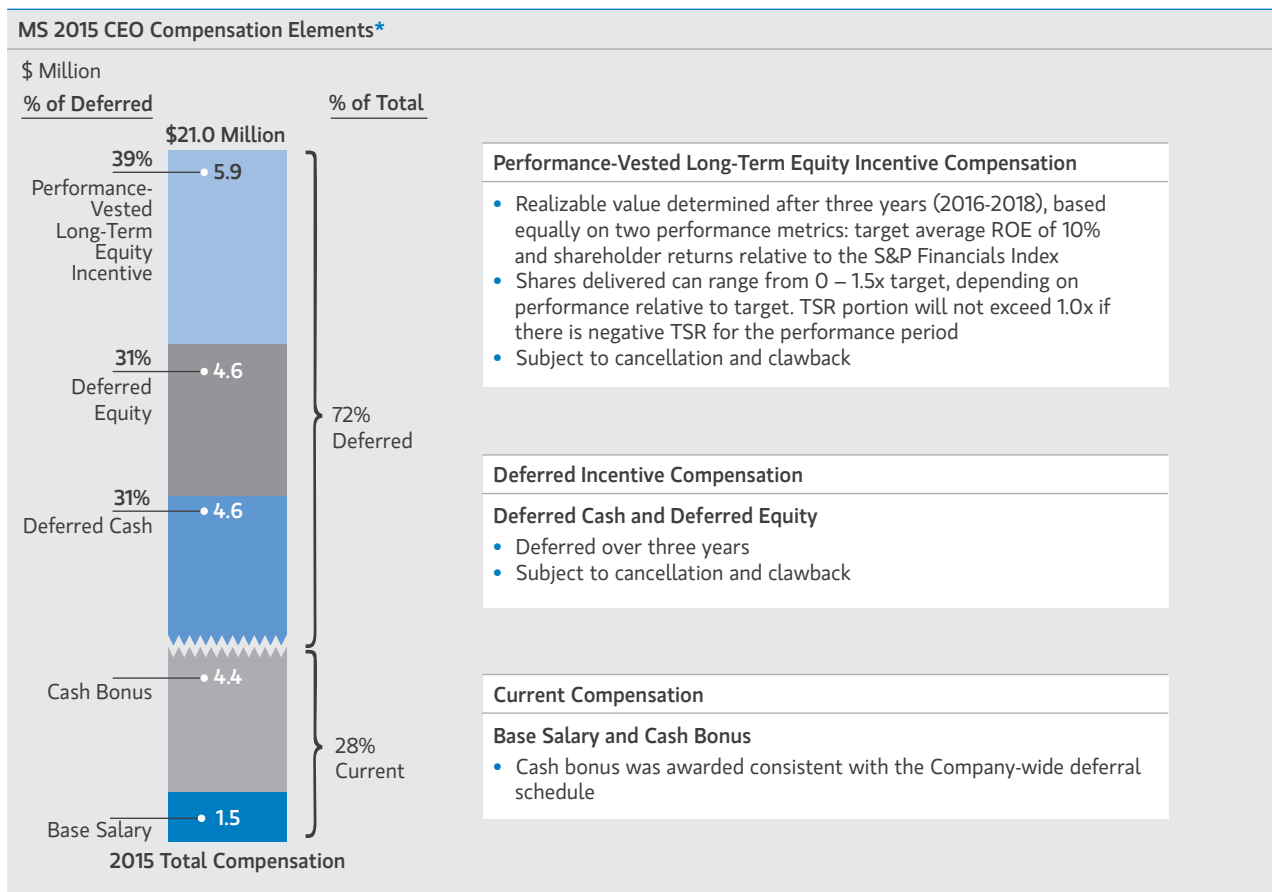 MS 2015 CEO Compensation Elements*
$ Million
% of Deferred
% of Total
$21.0 Million
39%
Performance-
Vested
Long-Term
Equity
Incentive
5.9
31%
Deferred
Equity
4.6
72%
Deferred
31%
Deferred Cash
4.6
Cash Bonus
4.4
28%
Current
Base Salary
1.5
2015 Total Compensation
Performance-Vested Long-Term Equity Incentive Compensation
• Realizable value determined after three years (2016-2018), based
equally on two performance metrics: target average ROE of 10%
and shareholder returns relative to the S&P Financials Index
• Shares delivered can range from 0 – 1.5x target, depending on
performance relative to target. TSR portion will not exceed 1.0x if
there is negative TSR for the performance period
• Subject to cancellation and clawback
Deferred Incentive Compensation
Deferred Cash and Deferred Equity
• Deferred over three years
• Subject to cancellation and clawback
Current Compensation
Base Salary and Cash Bonus
• Cash bonus was awarded consistent with the Company-wide deferral
schedule